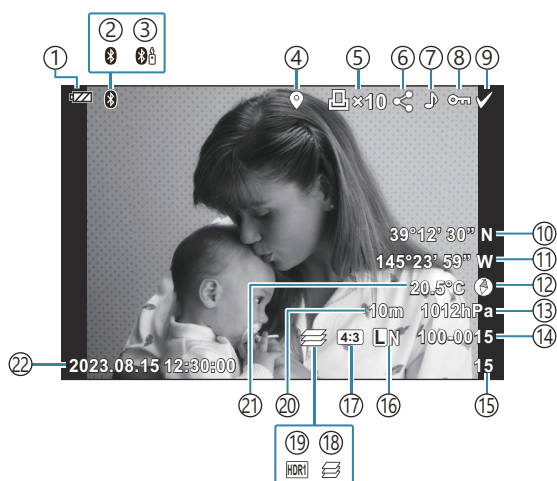 ② ③
① ④ ⑤ ⑥ ⑦ ⑧ ⑨
×10
39°12’ 30” N ⑩
145°23’ 59” W ⑪
20.5°C ⑫
10m 1012hPa ⑬
4:3 LN 100-0015 ⑭
㉒ 2023.08.15 12:30:00 15
㉑ ⑳ ⑰ ⑯ ⑮
⑲ ⑱
HDR1